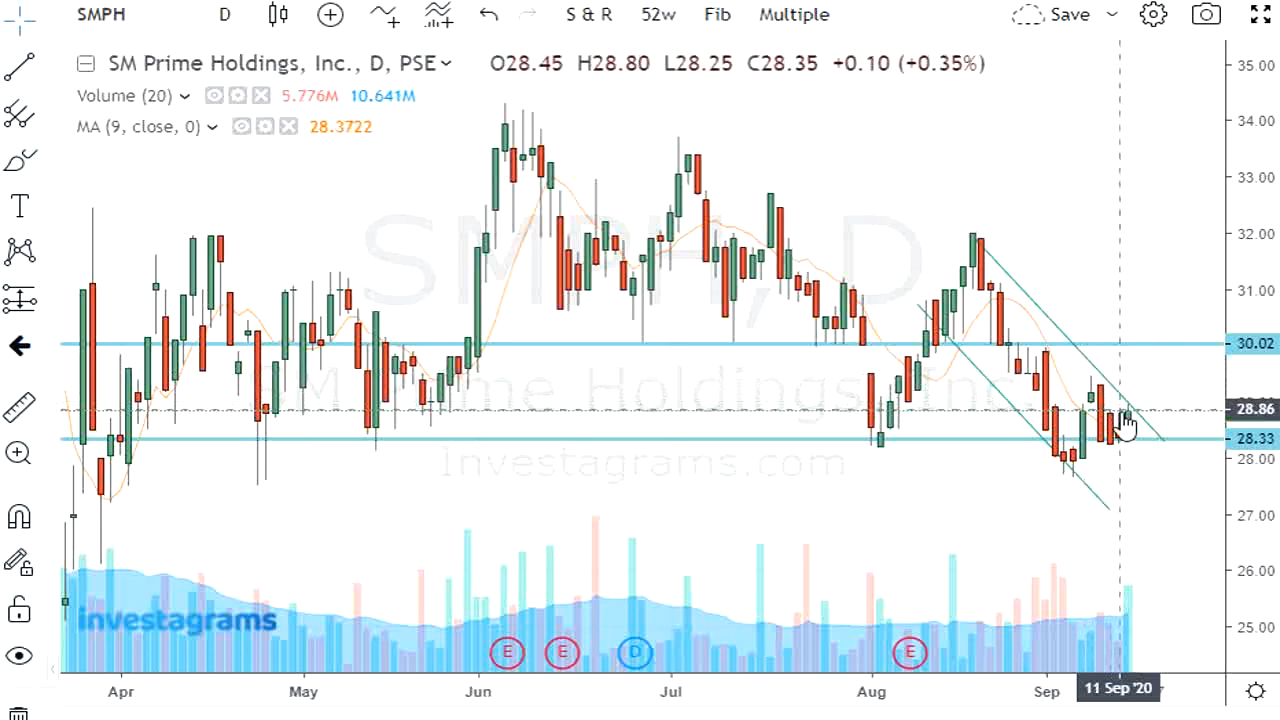 SMPH D S & R 52w Fib Multiple Save
SM Prime Holdings, Inc., D, PSE O28.45 H28.80 L28.25 C28.35 +0.10 (+0.35%)
Volume (20) 5.776M 10.641M
MA (9, close, 0) 28.3722
35.00
34.00
33.00
32.00
31.00
30.02
28.86
28.33
28.00
27.00
26.00
25.00
SMPH, D
SM Prime Holdings, Inc.
Investagrams.com
investagrams
E E D E
Apr May Jun Jul Aug Sep 11 Sep '20